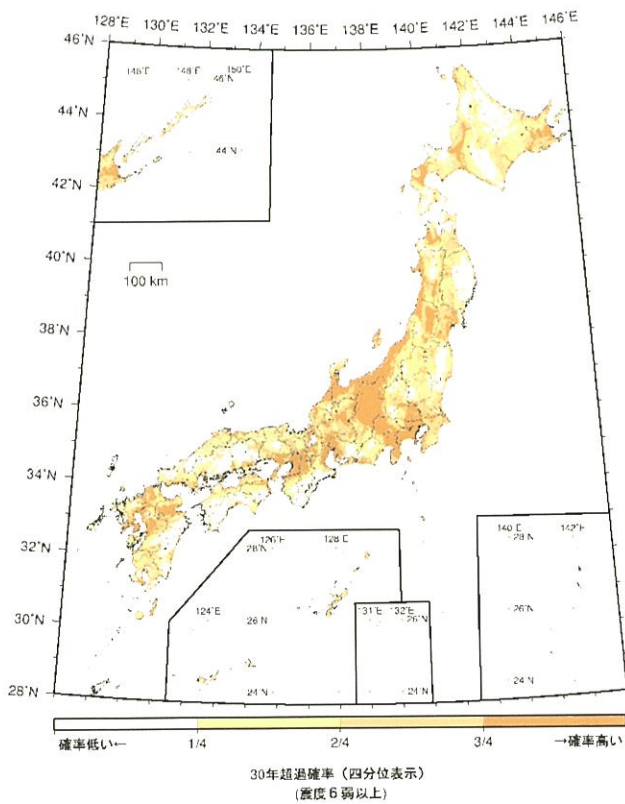 128˚E 130˚E 132˚E 134˚E 136˚E 138˚E 140˚E 142˚E 144˚E 146˚E
46˚N
146˚E 148˚E 150˚E
46˚N
44˚N
44˚N
42˚N
40˚N
100 km
38˚N
36˚N
34˚N
32˚N
126˚E 128˚E
28˚N
140˚E 142˚E
28˚N
30˚N
124˚E
26˚N
131˚E 132˚E
26˚N
26˚N
28˚N
24˚N
24˚N
24˚N
確率低い← 1/4 2/4 3/4 →確率高い
30年超過確率（四分位表示）
(震度６弱以上)